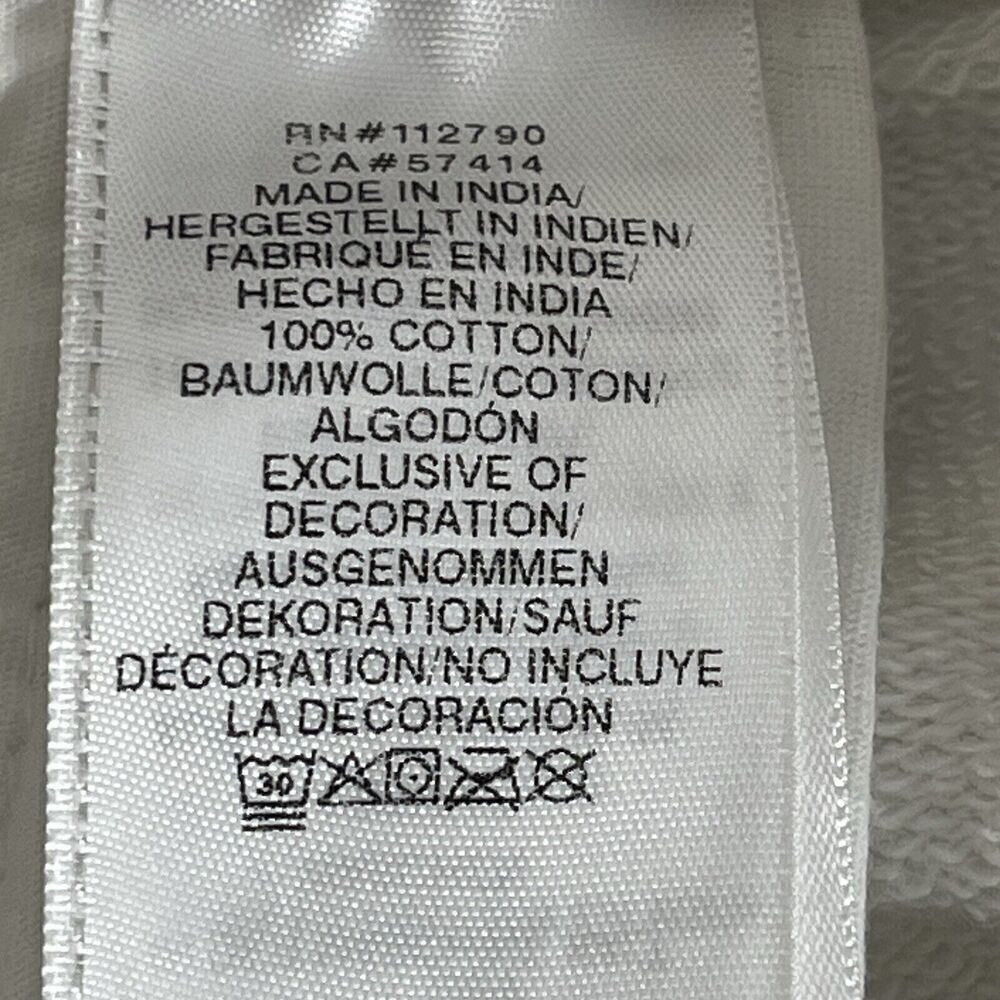 RN#112790
CA#57414
MADE IN INDIA/
HERGESTELLT IN INDIEN/
FABRIQUÉ EN INDE/
HECHO EN INDIA
100% COTTON/
BAUMWOLLE/COTON/
ALGODÓN
EXCLUSIVE OF
DECORATION/
AUSGENOMMEN
DEKORATION/SAUF
DÉCORATION/NO INCLUYE
LA DECORACIÓN
30